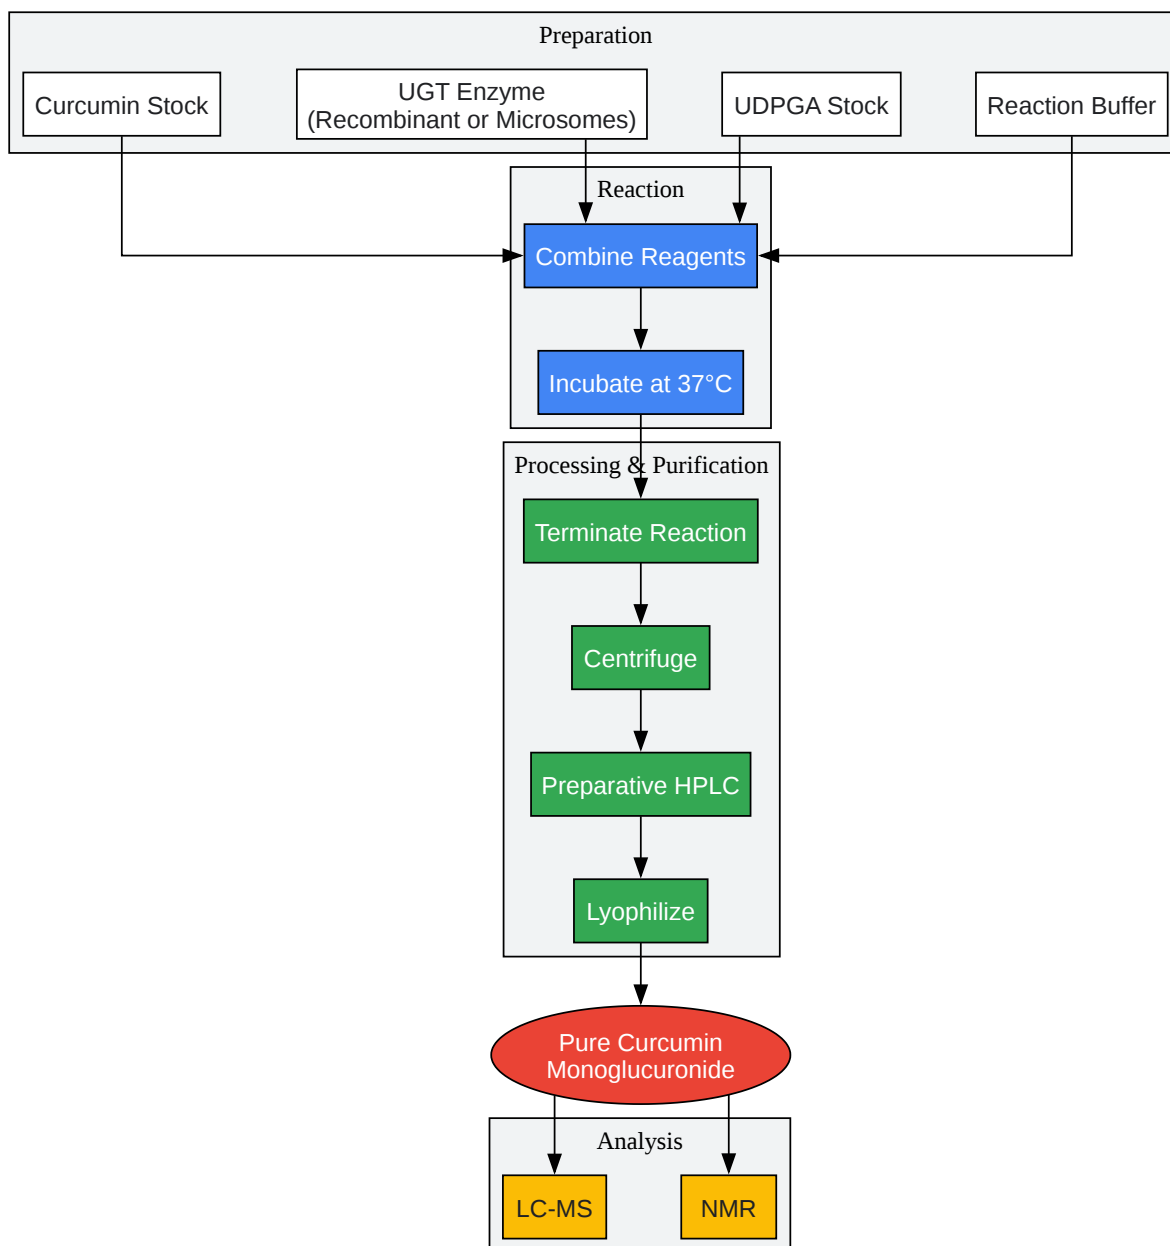 Preparation
Curcumin Stock
UGT Enzyme
(Recombinant or Microsomes)
UDPGA Stock
Reaction Buffer
Reaction
Combine Reagents
Incubate at 37°C
Processing & Purification
Terminate Reaction
Centrifuge
Preparative HPLC
Lyophilize
Pure Curcumin
Monoglucuronide
Analysis
LC-MS
NMR